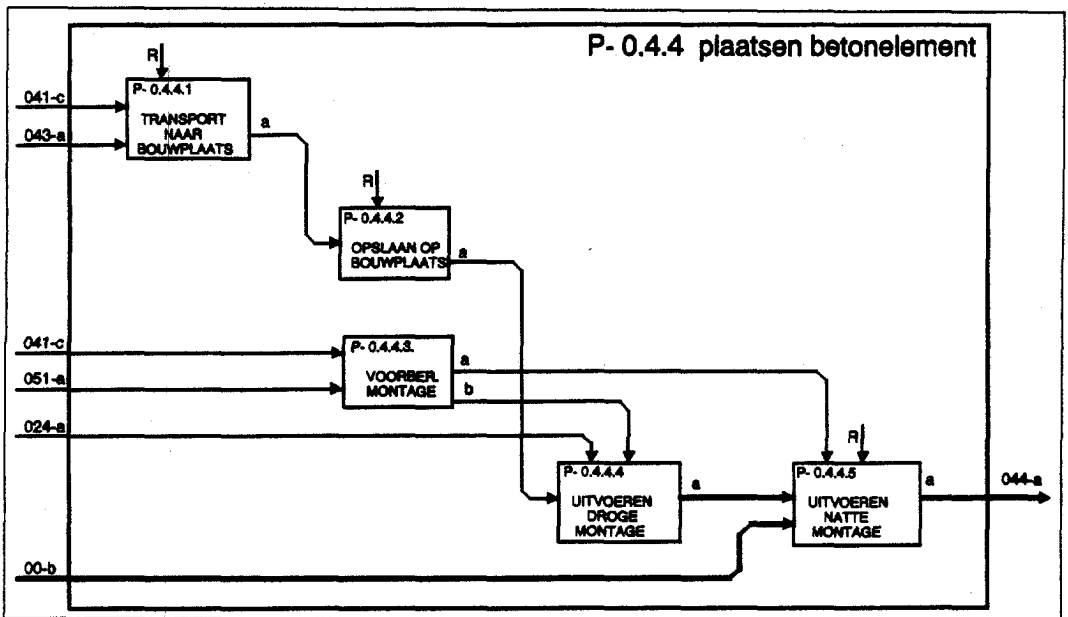 P- 0.4.4 plaatsen betonelement
R
P- 0.4.4.1
TRANSPORT
NAAR
BOUWPLAATS
041-c
043-a
a
R
P- 0.4.4.2
OPSLAAN OP
BOUWPLAATS
a
041-c
051-a
P- 0.4.4.3.
VOORBER.
MONTAGE
a
b
024-a
P- 0.4.4.4
UITVOEREN
DROGE
MONTAGE
a
R
P- 0.4.4.5
UITVOEREN
NATTE
MONTAGE
a
044-a
00-b